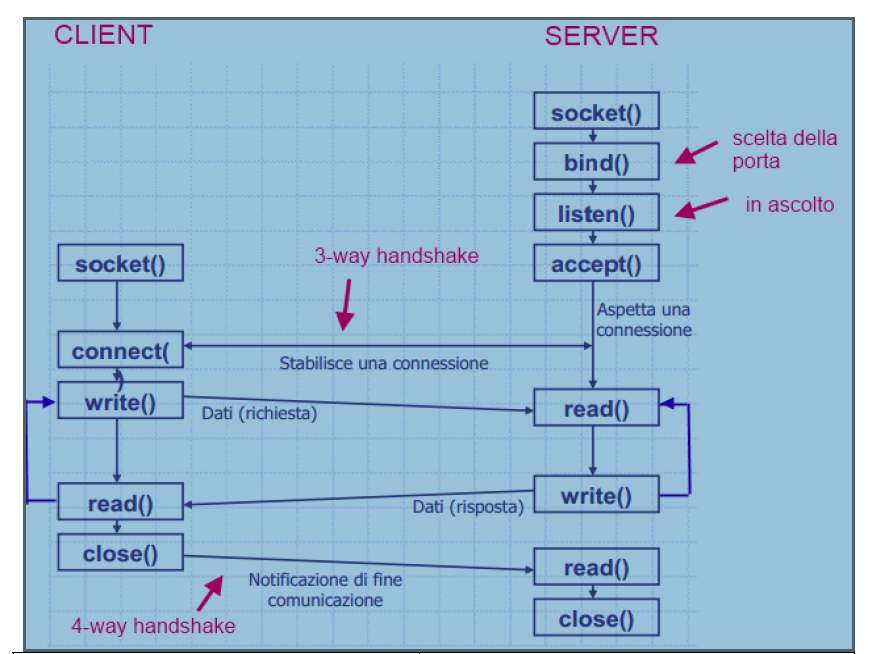 CLIENT
SERVER
socket()
bind()
scelta della
porta
listen()
in ascolto
3-way handshake
socket()
accept()
Aspetta una
connessione
connect(
)
Stabilisce una connessione
write()
Dati (richiesta)
read()
read()
Dati (risposta)
write()
close()
Notificazione di fine
comunicazione
read()
4-way handshake
close()